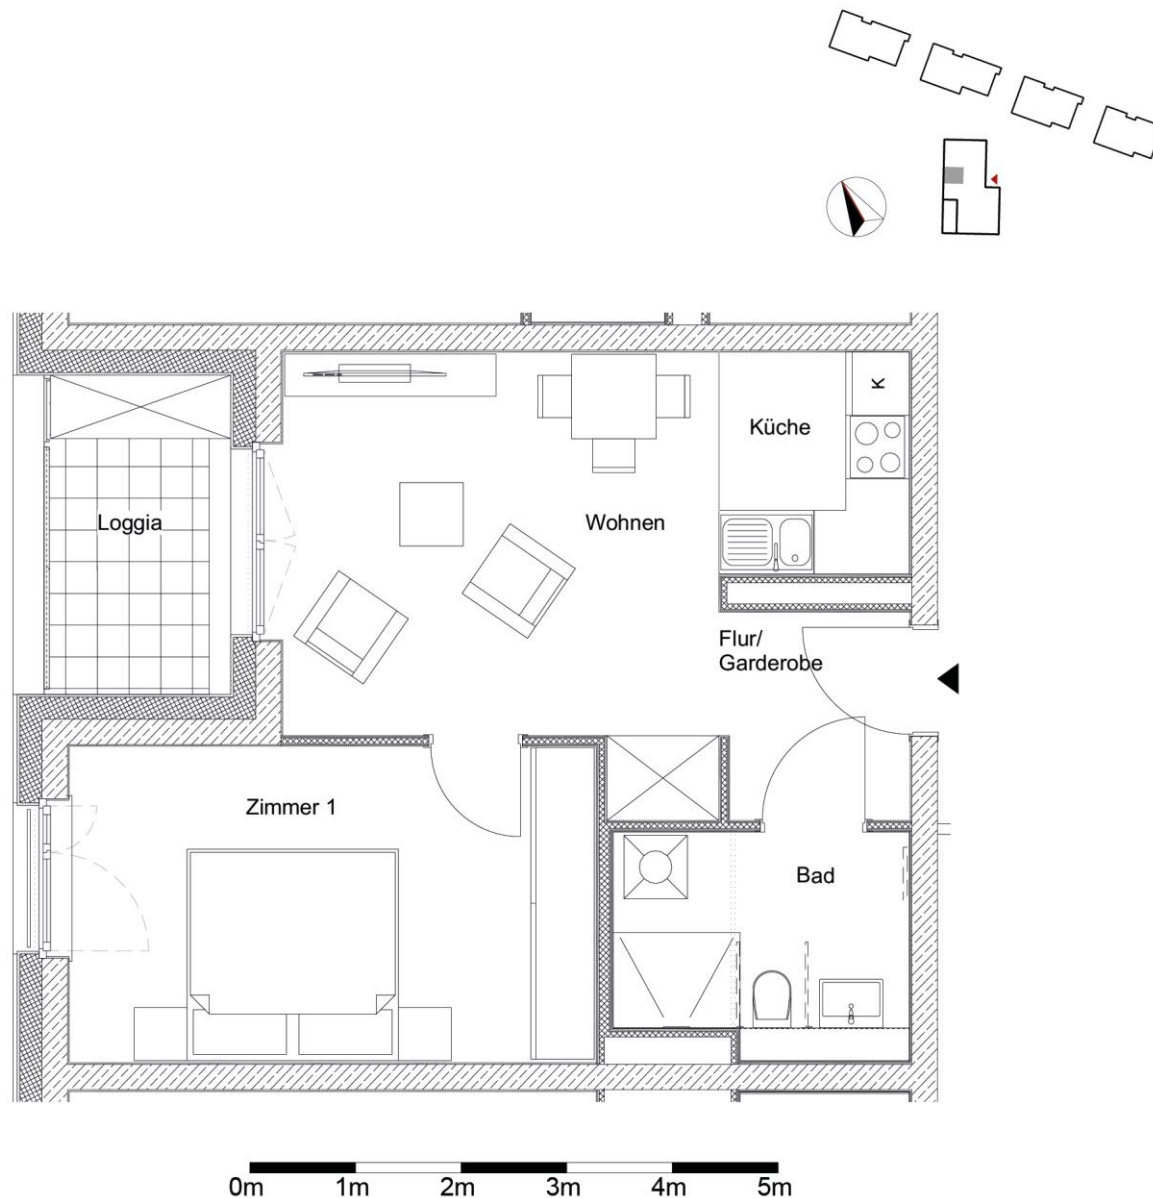 K
Küche
Loggia
Wohnen
Flur/
Garderobe
Zimmer 1
Bad
0m 1m 2m 3m 4m 5m